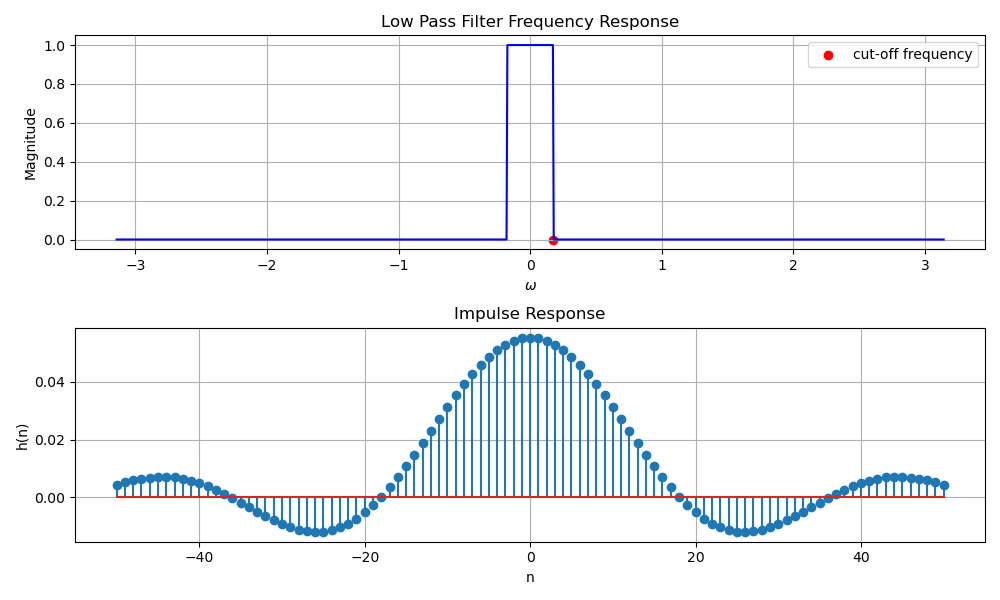 Low Pass Filter Frequency Response
1.0
0.8
0.6
0.4
0.2
0.0
Magnitude
cut-off frequency
−3 −2 −1 0 1 2 3
ω
Impulse Response
0.04
0.02
0.00
h(n)
−40 −20 0 20 40
n